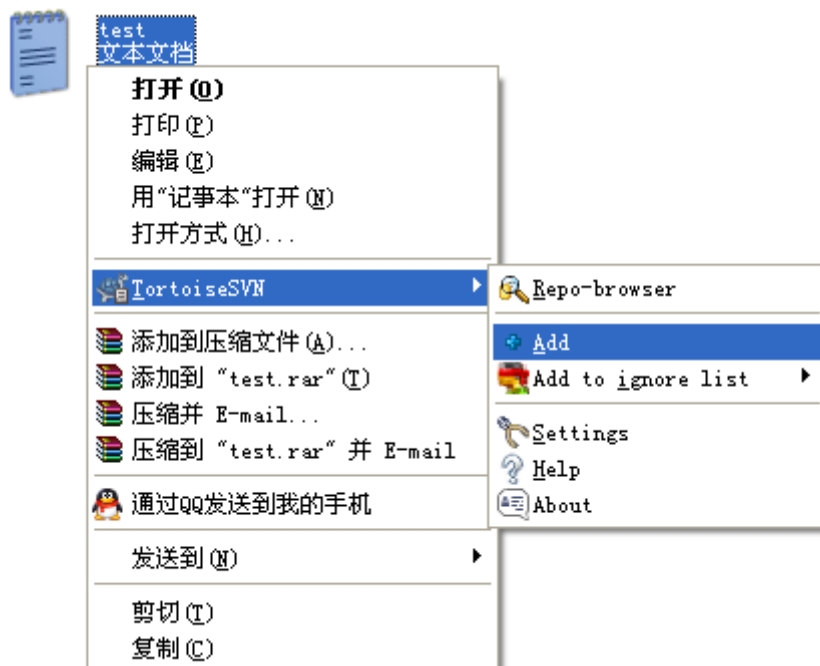 test
文本文档
打开(O)
打印(P)
编辑(E)
用“记事本”打开(N)
打开方式(H)...
TortoiseSVN
添加到压缩文件(A)...
添加到 "test.rar"(T)
压缩并 E-mail...
压缩到 "test.rar" 并 E-mail
通过QQ发送到我的手机
发送到(N)
剪切(T)
复制(C)
Repo-browser
Add
Add to ignore list
Settings
Help
About